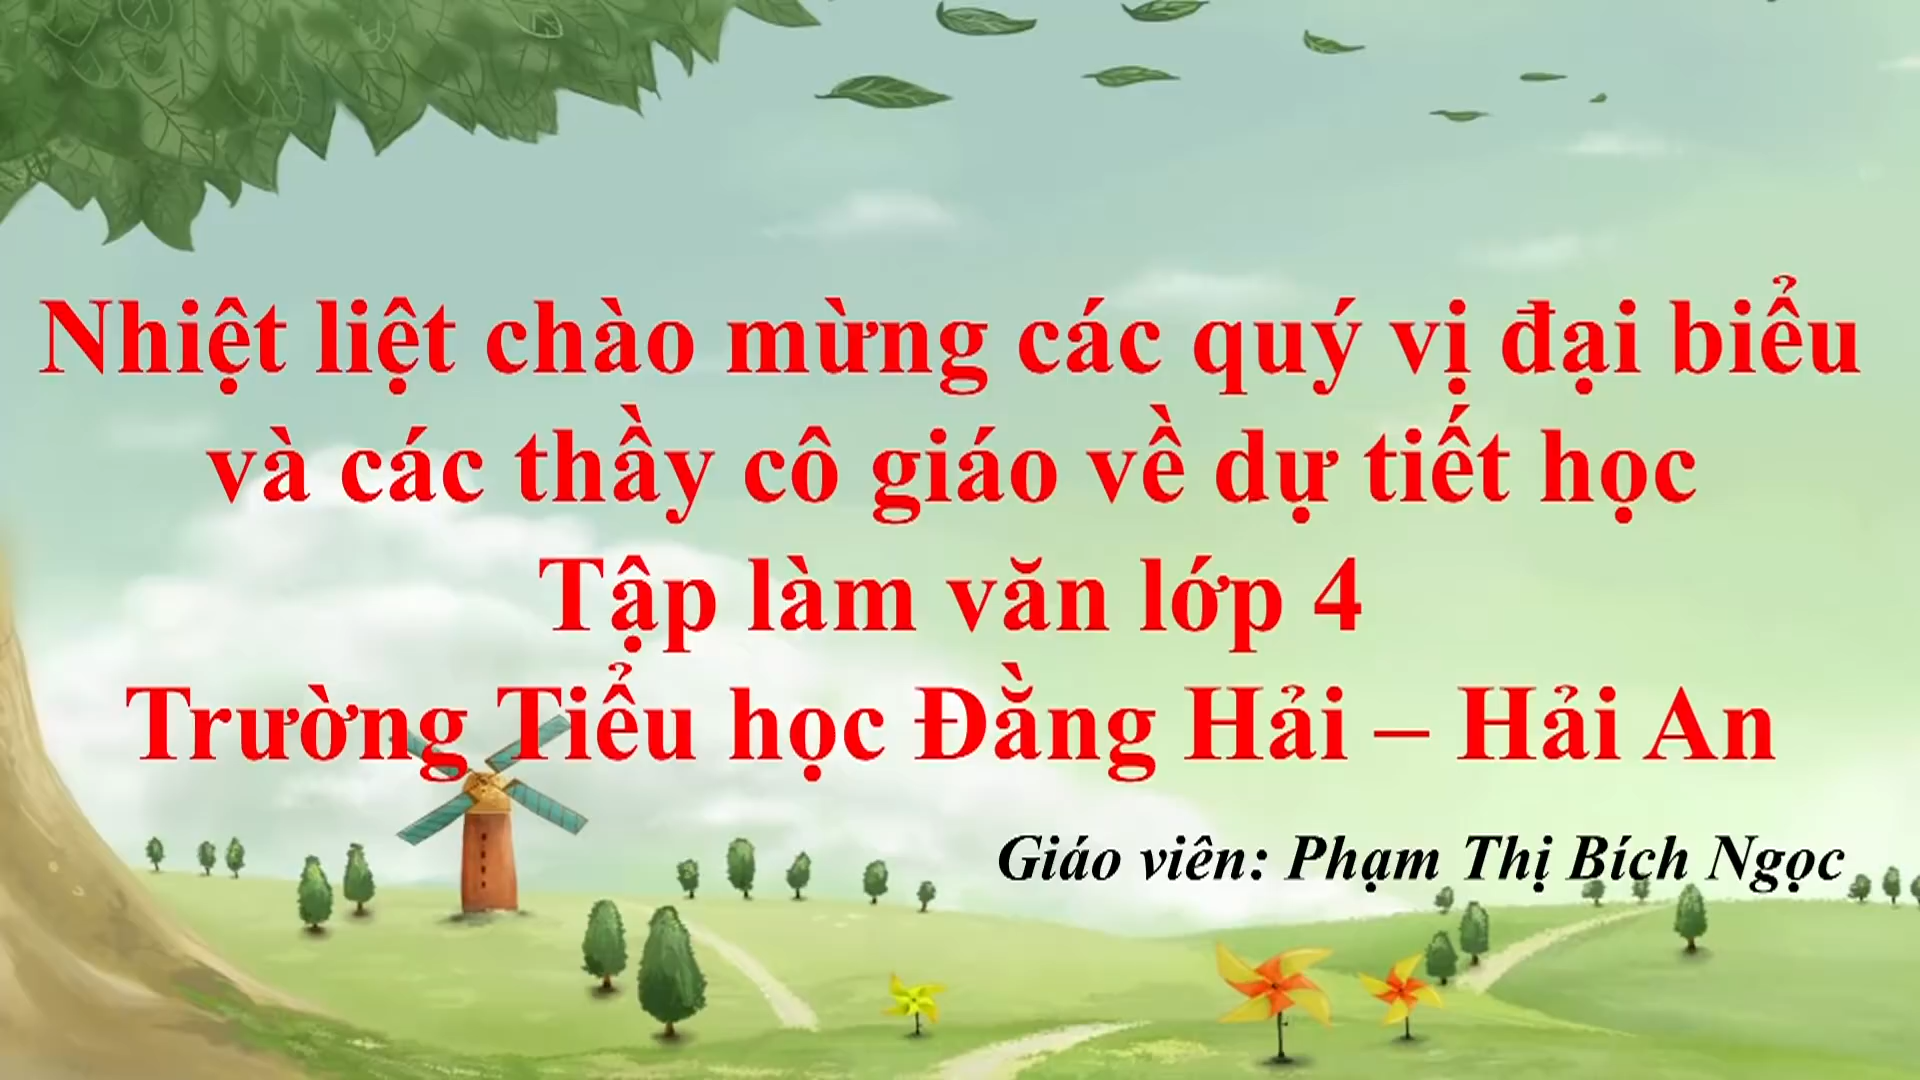 Nhiệt liệt chào mừng các quý vị đại biểu
và các thầy cô giáo về dự tiết học
Tập làm văn lớp 4
Trường Tiểu học Đằng Hải – Hải An
Giáo viên: Phạm Thị Bích Ngọc